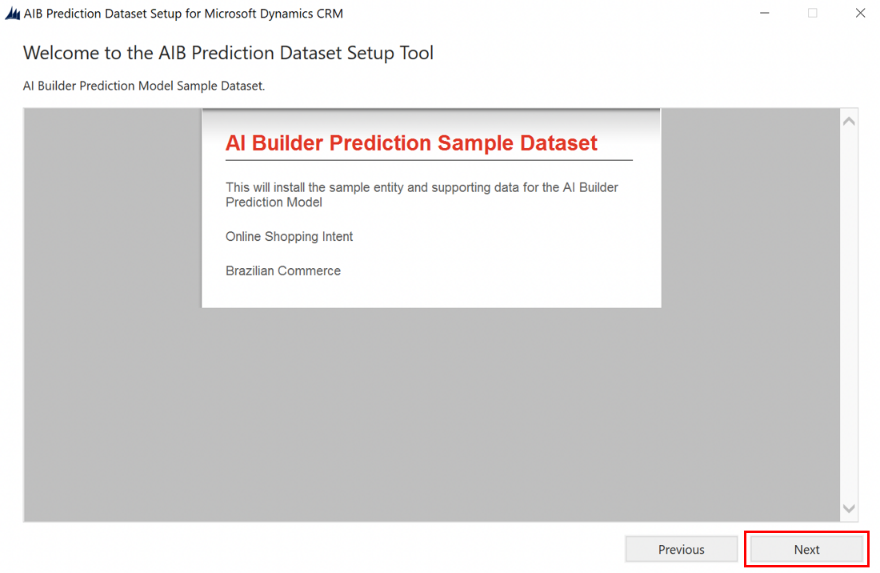 AIB Prediction Dataset Setup for Microsoft Dynamics CRM
Welcome to the AIB Prediction Dataset Setup Tool
AI Builder Prediction Model Sample Dataset.
AI Builder Prediction Sample Dataset
This will install the sample entity and supporting data for the AI Builder
Prediction Model
Online Shopping Intent
Brazilian Commerce
Previous
Next